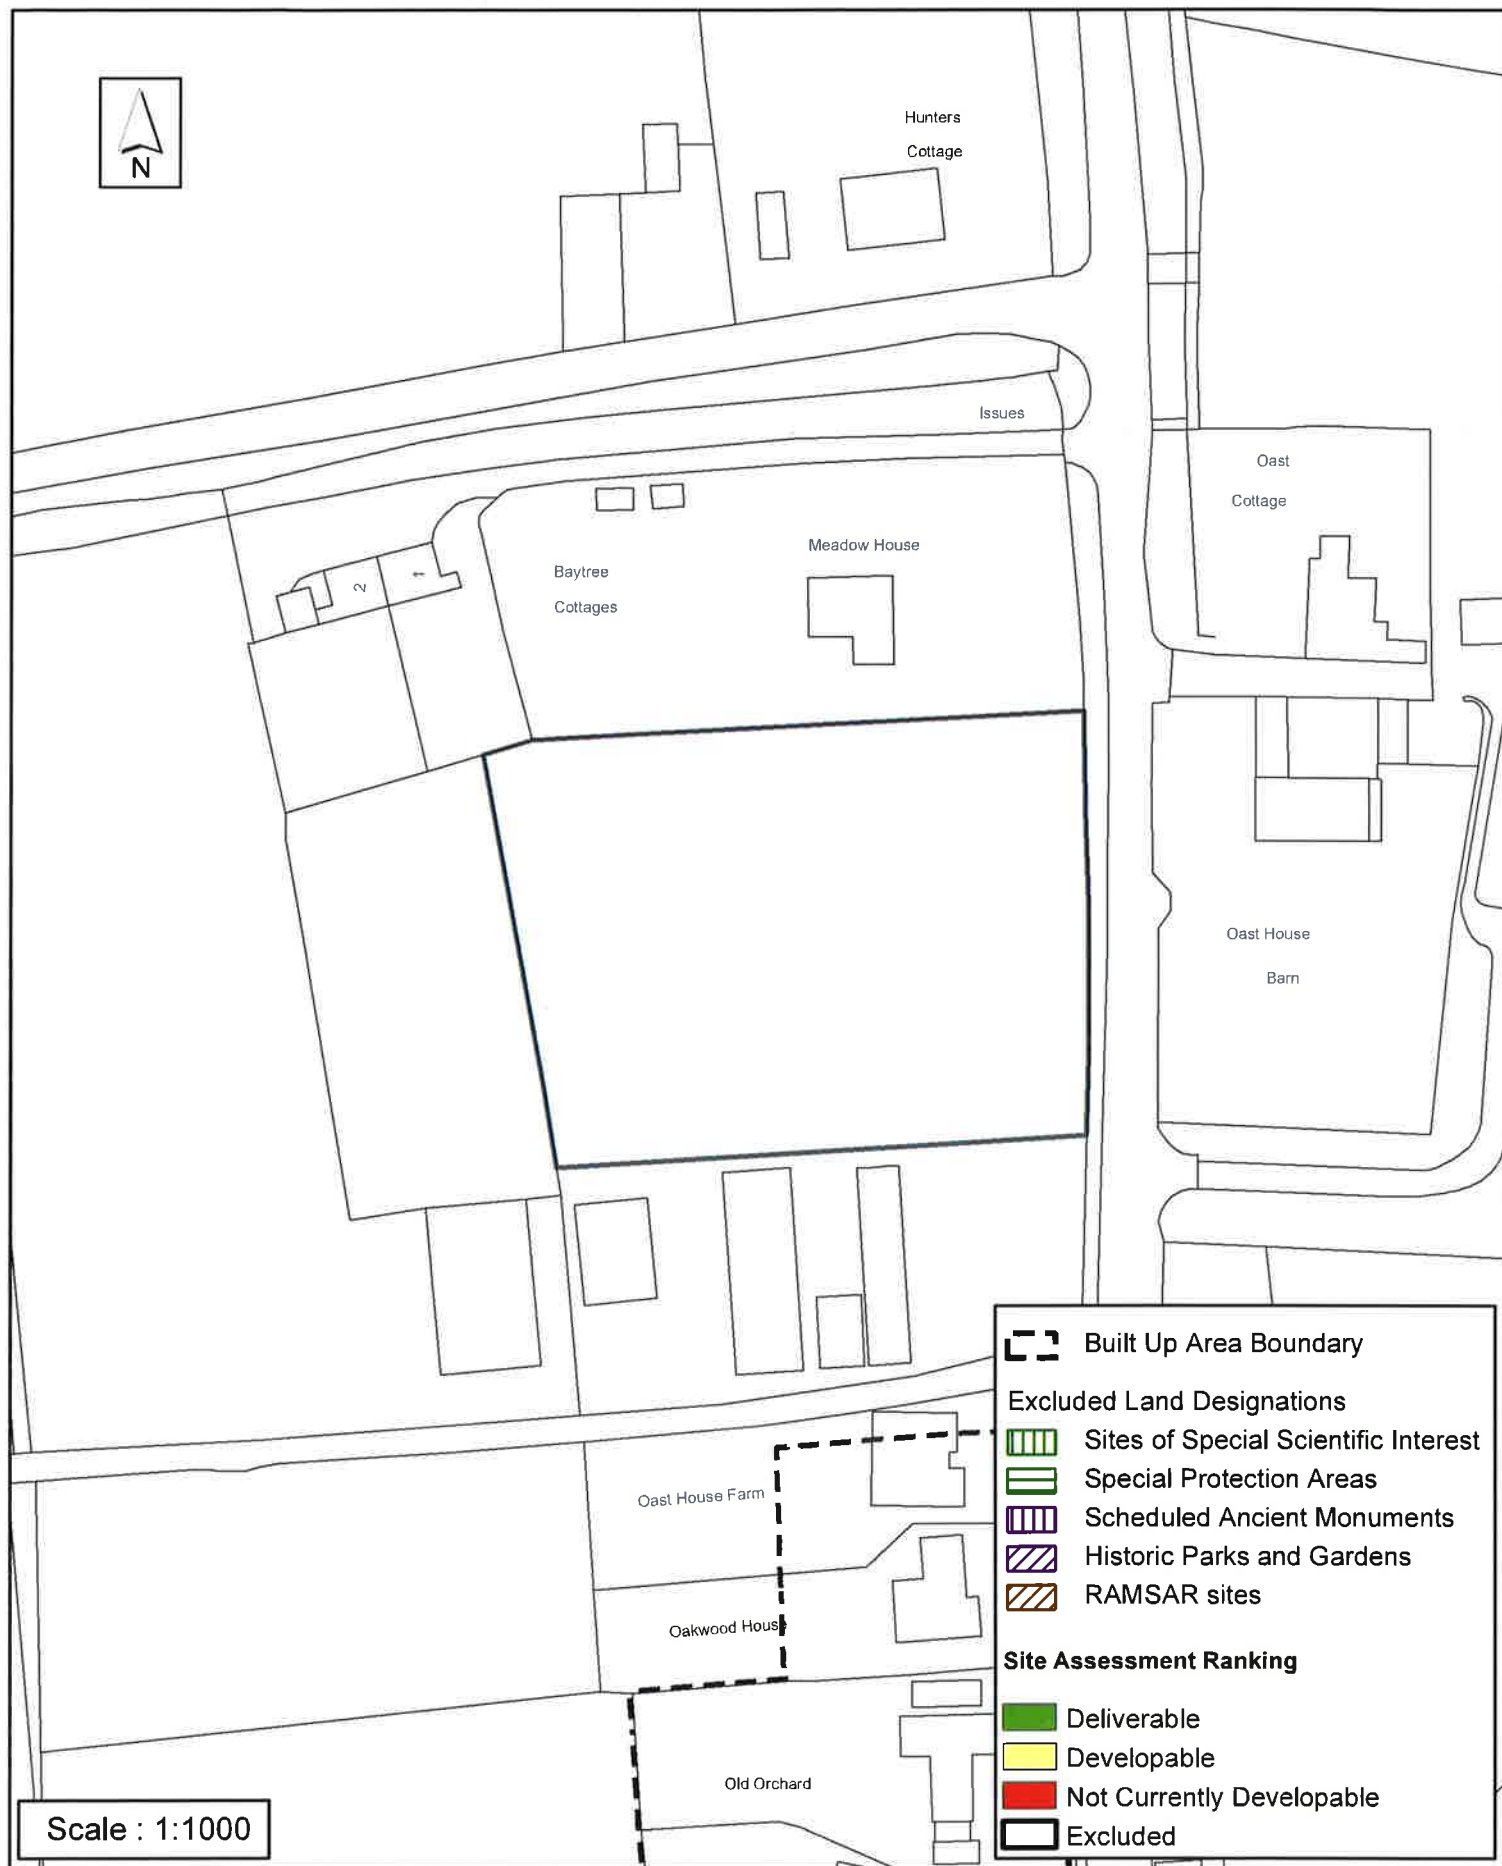 N
Hunters
Cottage
Issues
Oast
Cottage
Meadow House
Baytree
Cottages
2
1
Oast House
Barn
Oast House Farm
Oakwood House
Old Orchard
Built Up Area Boundary
Excluded Land Designations
Sites of Special Scientific Interest
Special Protection Areas
Scheduled Ancient Monuments
Historic Parks and Gardens
RAMSAR sites
Site Assessment Ranking
Deliverable
Developable
Not Currently Developable
Excluded
Scale : 1:1000